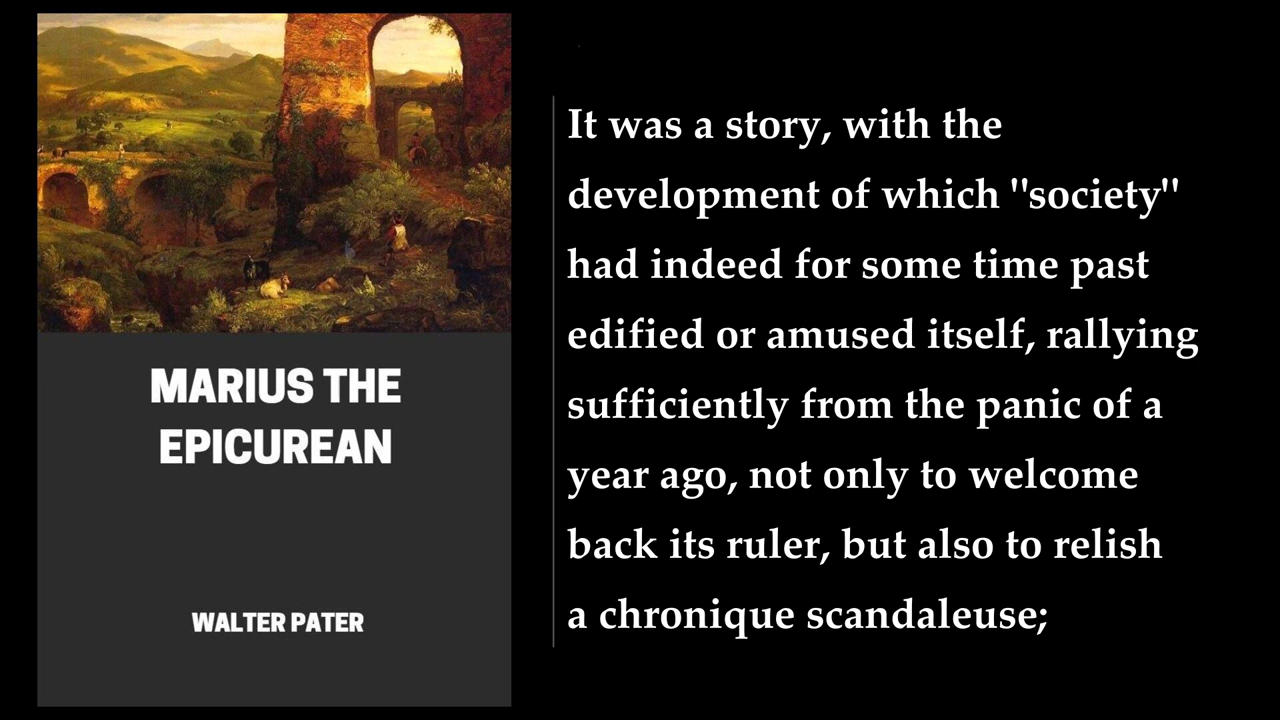 MARIUS THE
EPICUREAN
WALTER PATER
It was a story, with the
development of which "society"
had indeed for some time past
edified or amused itself, rallying
sufficiently from the panic of a
year ago, not only to welcome
back its ruler, but also to relish
a chronique scandaleuse;